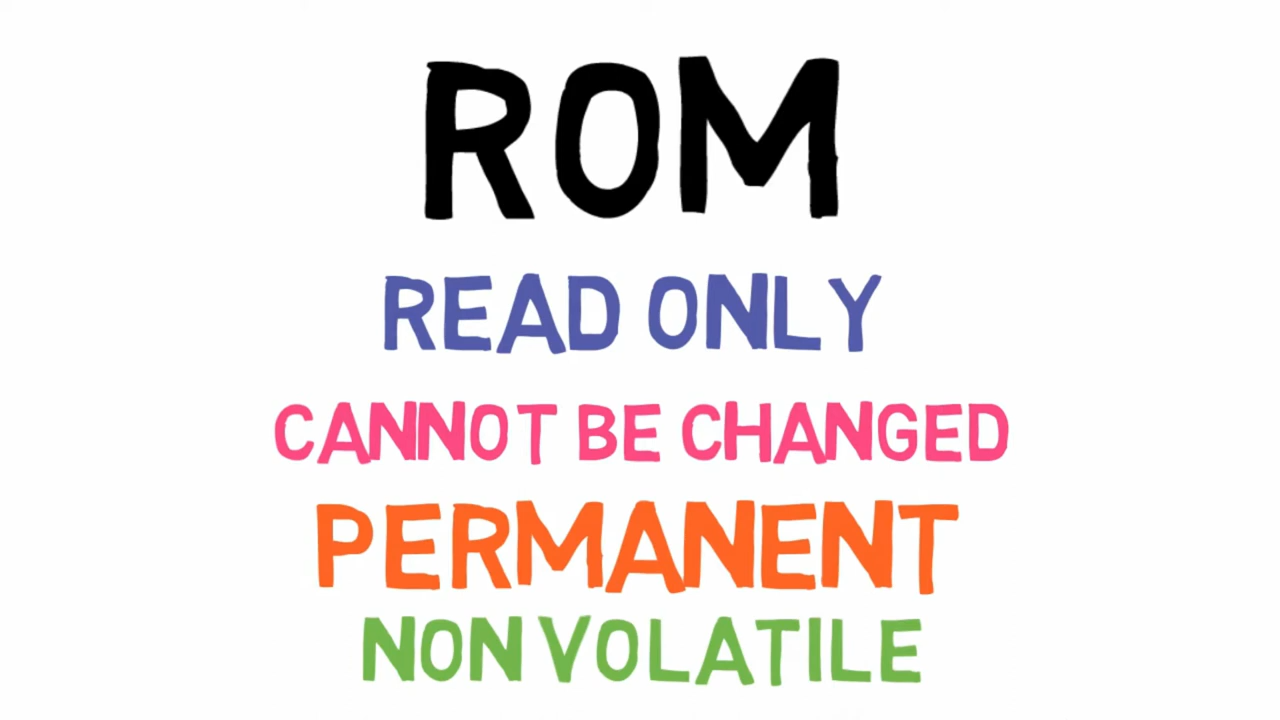 ROM
READ ONLY
CANNOT BE CHANGED
PERMANENT
NON VOLATILE